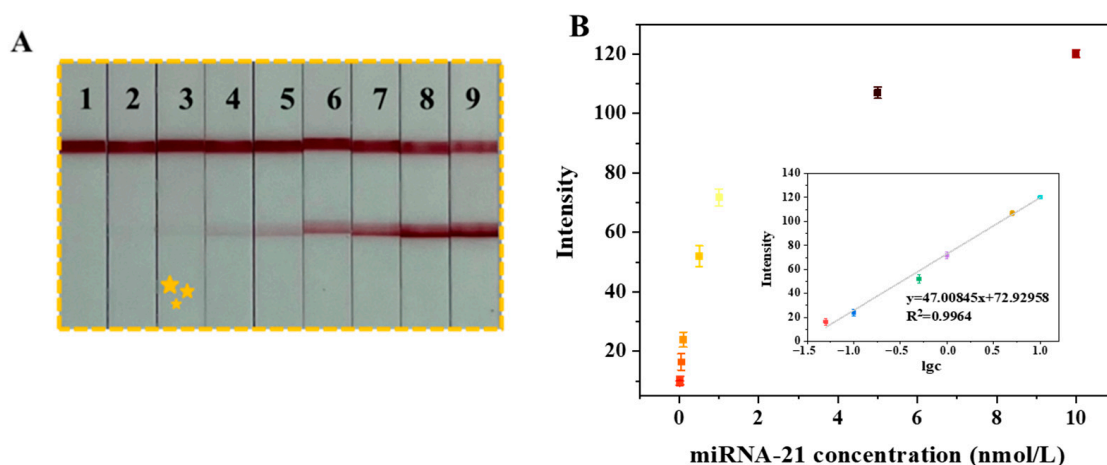 A
1 2 3 4 5 6 7 8 9
B
Intensity
120
100
80
60
40
20
0 2 4 6 8 10
miRNA-21 concentration (nmol/L)
Intensity
140
120
100
80
60
40
20
0
−1.5 −1.0 −0.5 0.0 0.5 1.0
lgc
y=47.00845x+72.92958
R²=0.9964